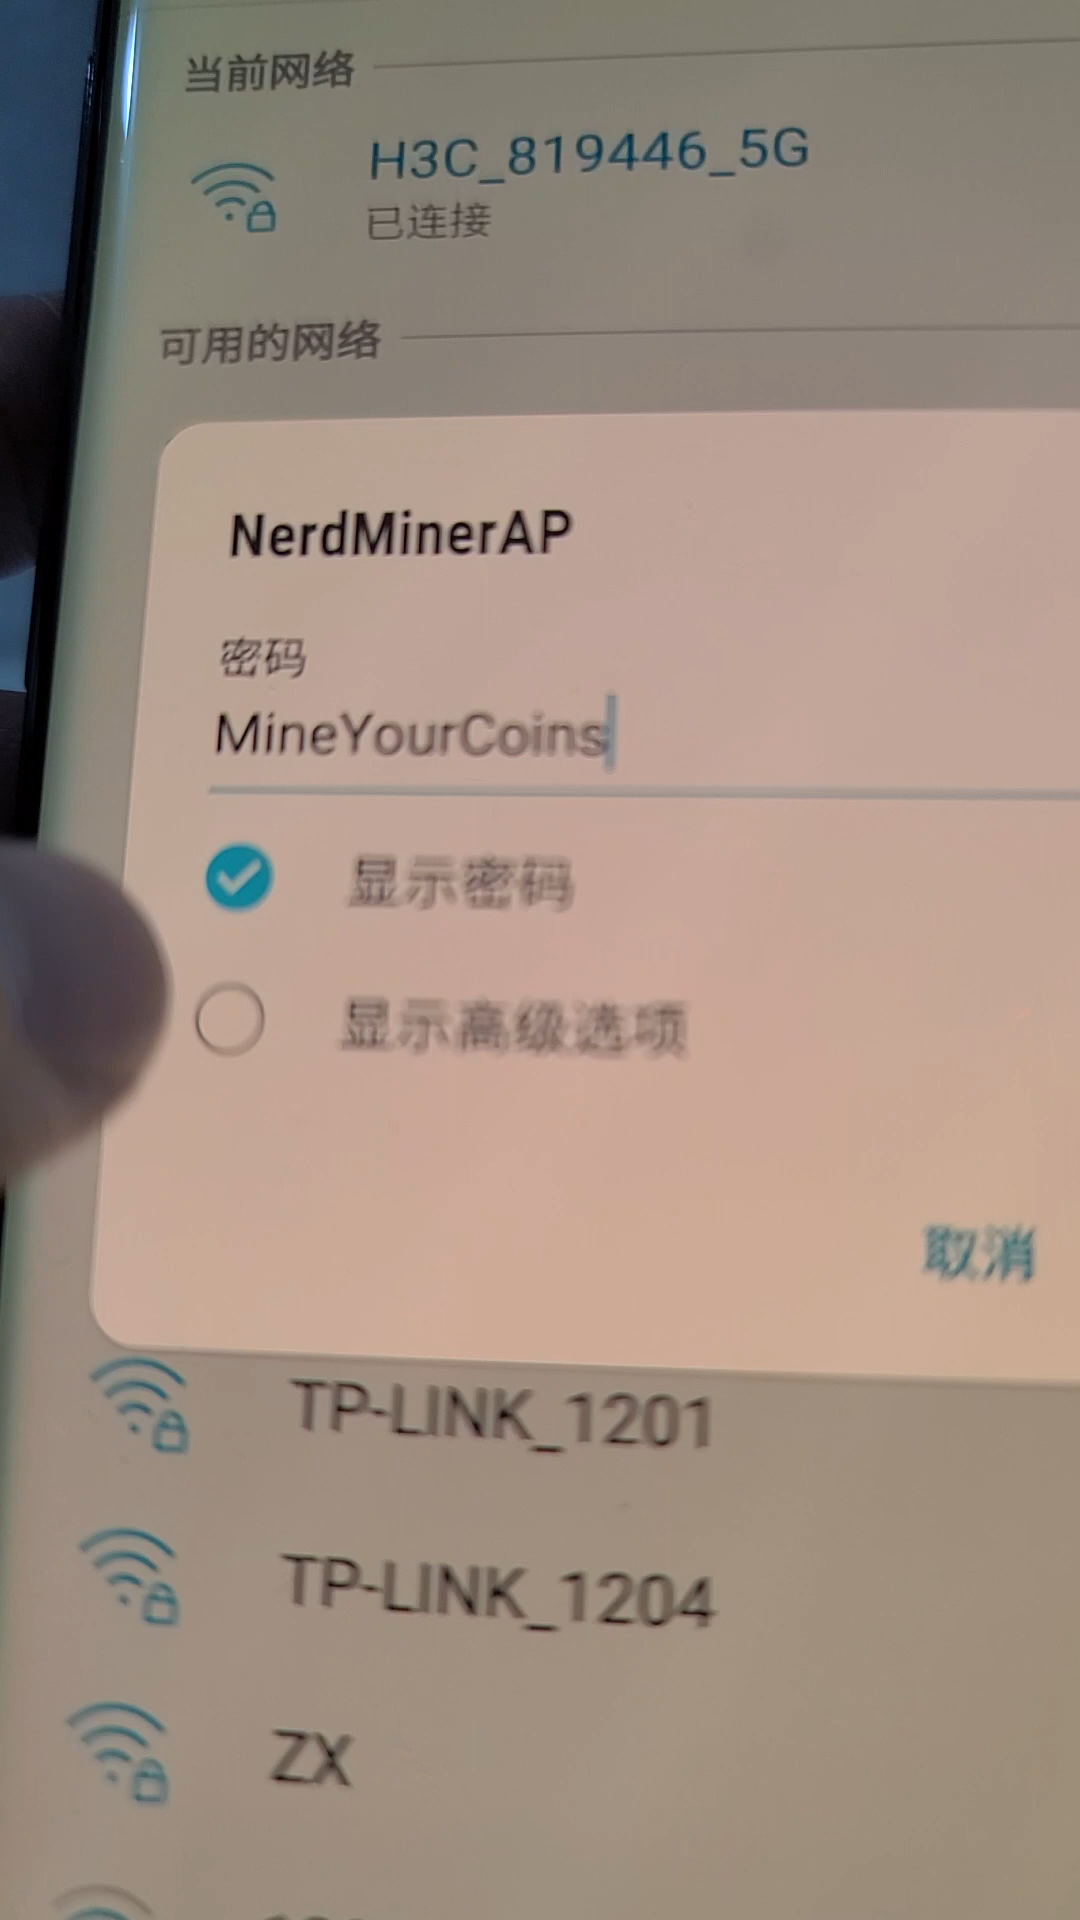 当前网络
H3C_819446_5G
已连接
可用的网络
NerdMinerAP
密码
MineYourCoins
显示密码
显示高级选项
取消
TP-LINK_1201
TP-LINK_1204
ZX